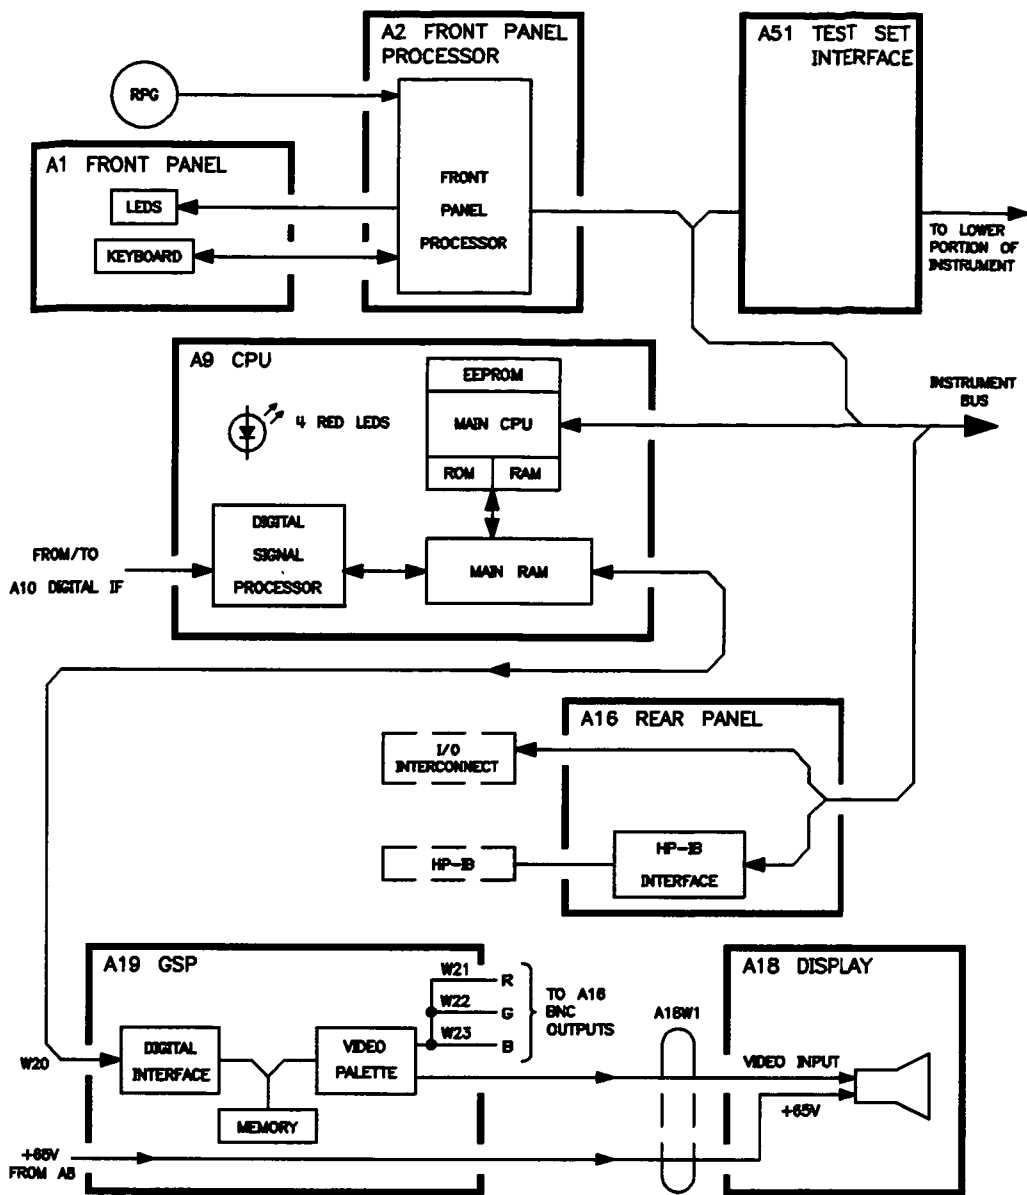 A2 FRONT PANEL
PROCESSOR
A51 TEST SET
INTERFACE
RPG
A1 FRONT PANEL
LEDS
KEYBOARD
FRONT
PANEL
PROCESSOR
TO LOWER
PORTION OF
INSTRUMENT
A9 CPU
4 RED LEDS
EEPROM
MAIN CPU
ROM
RAM
INSTRUMENT
BUS
DIGITAL
SIGNAL
PROCESSOR
MAIN RAM
FROM/TO
A10 DIGITAL IF
A16 REAR PANEL
I/O
INTERCONNECT
HP-IB
HP-IB
INTERFACE
A19 GSP
W21
R
W22
G
W23
B
TO A16
BNC
OUTPUTS
A18W1
A18 DISPLAY
W20
DIGITAL
INTERFACE
VIDEO
PALETTE
MEMORY
VIDEO INPUT
+65V
+65V
FROM A8